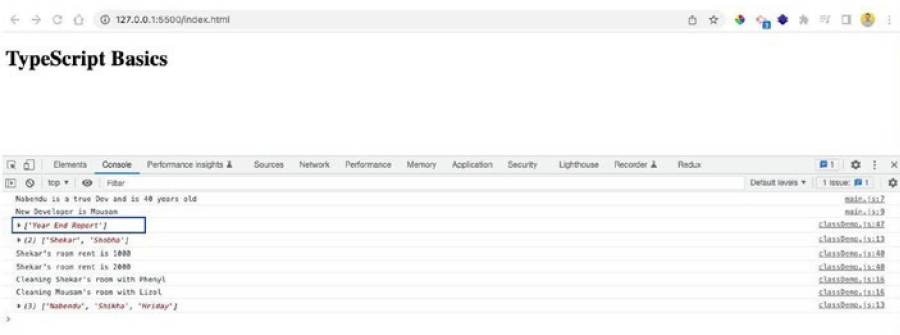 127.0.0.1:5500/index.html
TypeScript Basics
Elements Console Performance insights Sources Network Performance Memory Application Security Lighthouse Recorder Redux 1
top Filter Default levels 1 Issue: 1
Nabendu is a true Dev and is 40 years old main.js:7
New Developer is Mousam main.js:9
['Year End Report'] classDemo.js:47
(2) ['Shekar', 'Shobha'] classDemo.js:13
Shekar's room rent is 1000 classDemo.js:40
Shekar's room rent is 2000 classDemo.js:40
Cleaning Shekar's room with Phenyl classDemo.js:16
Cleaning Mousam's room with Lizol classDemo.js:16
(3) ['Nabendu', 'Shikha', 'Hriday'] classDemo.js:13